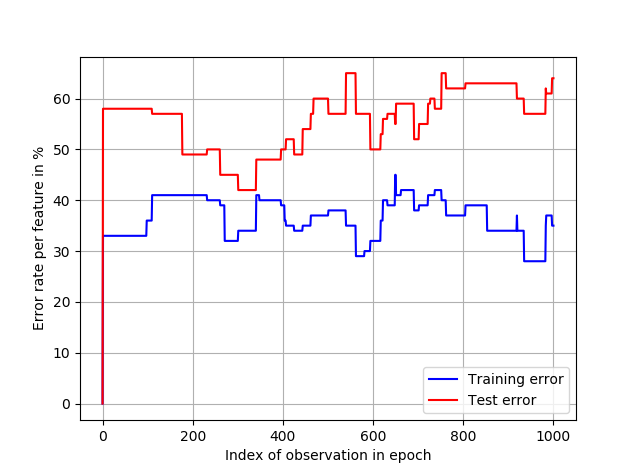 Error rate per feature in %
60
50
40
30
20
10
0
0 200 400 600 800 1000
Index of observation in epoch
Training error
Test error